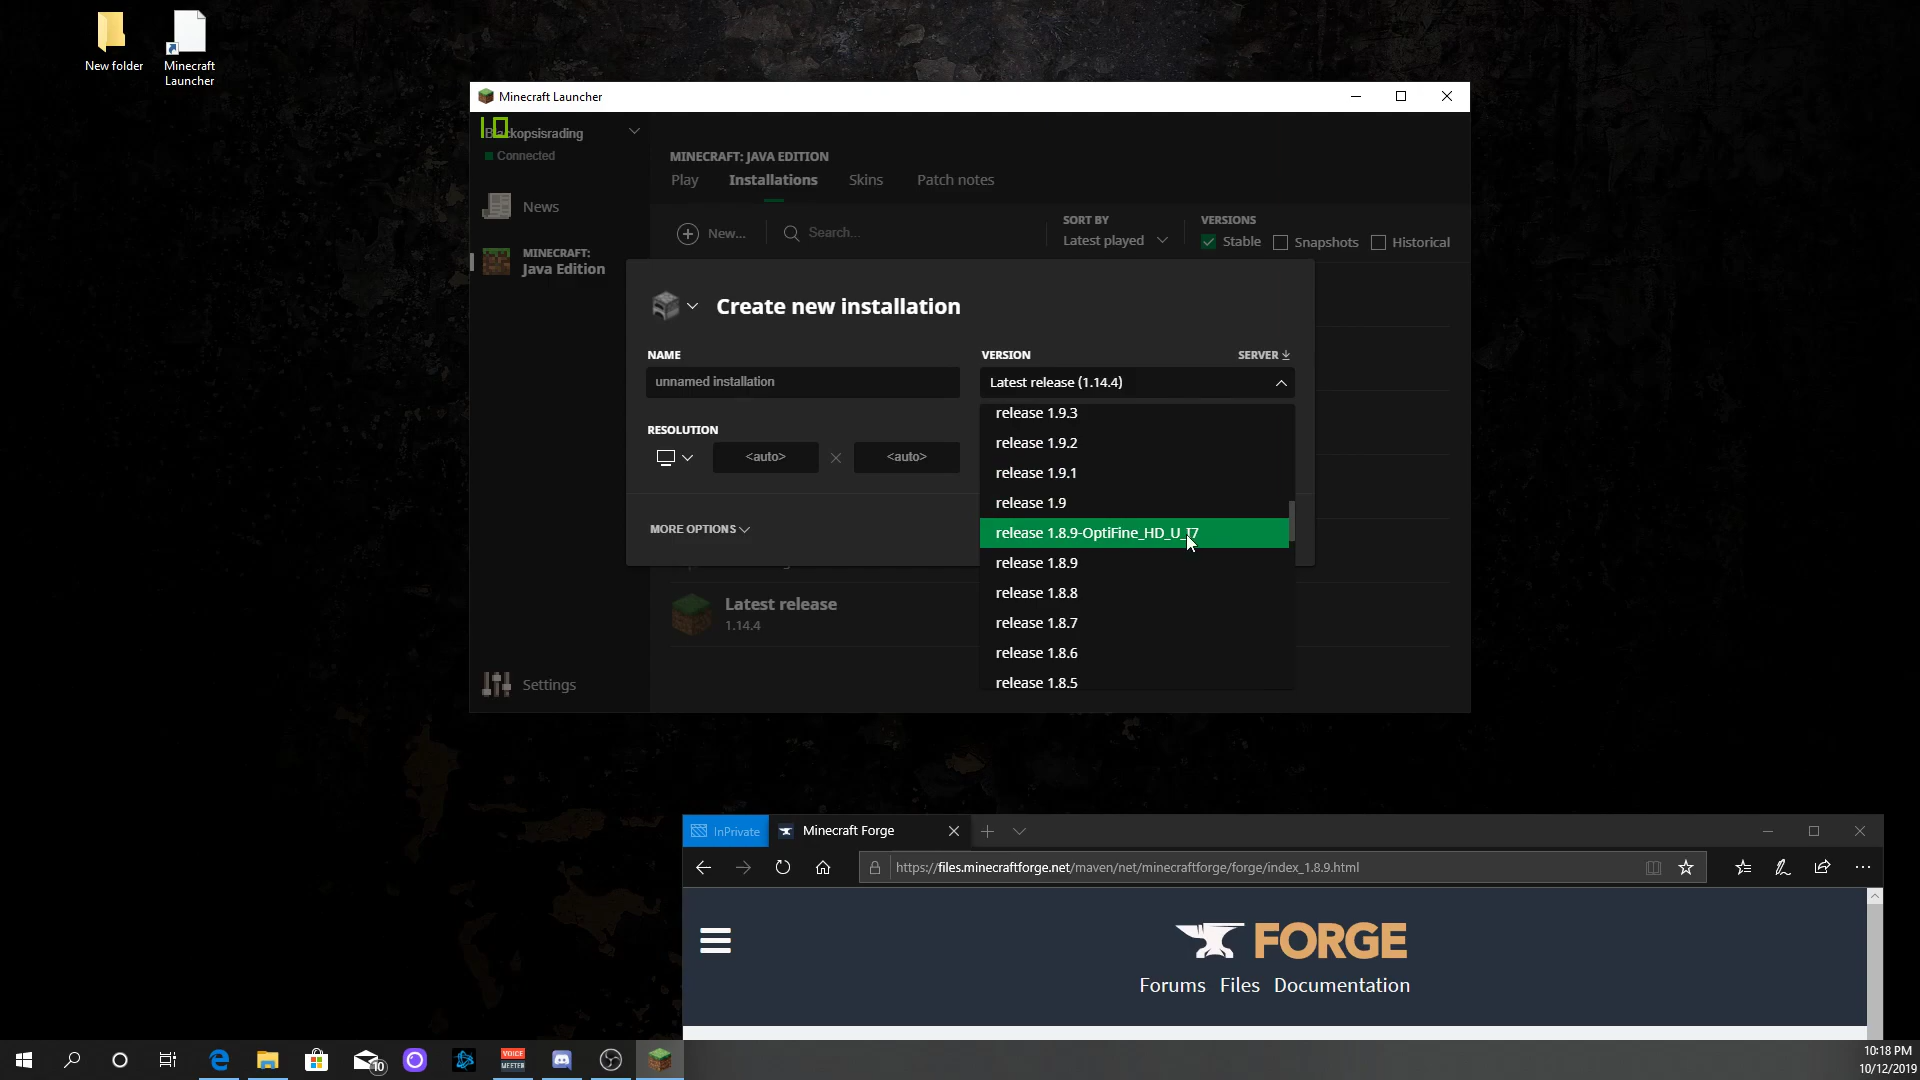 New folder
Minecraft
Launcher
Minecraft Launcher
Blackopsisrading
Connected
News
MINECRAFT:
Java Edition
Settings
MINECRAFT: JAVA EDITION
Play
Installations
Skins
Patch notes
New...
Search...
SORT BY
Latest played
VERSIONS
Stable
Snapshots
Historical
Create new installation
NAME
unnamed installation
VERSION
SERVER
Latest release (1.14.4)
RESOLUTION
<auto>
<auto>
MORE OPTIONS
release 1.9.3
release 1.9.2
release 1.9.1
release 1.9
release 1.8.9-OptiFine_HD_U_I7
release 1.8.9
release 1.8.8
release 1.8.7
release 1.8.6
release 1.8.5
Latest release
1.14.4
InPrivate
Minecraft Forge
https://files.minecraftforge.net/maven/net/minecraftforge/forge/index_1.8.9.html
FORGE
Forums Files Documentation
10
VOICE
MEETER
10:18 PM
10/12/2019